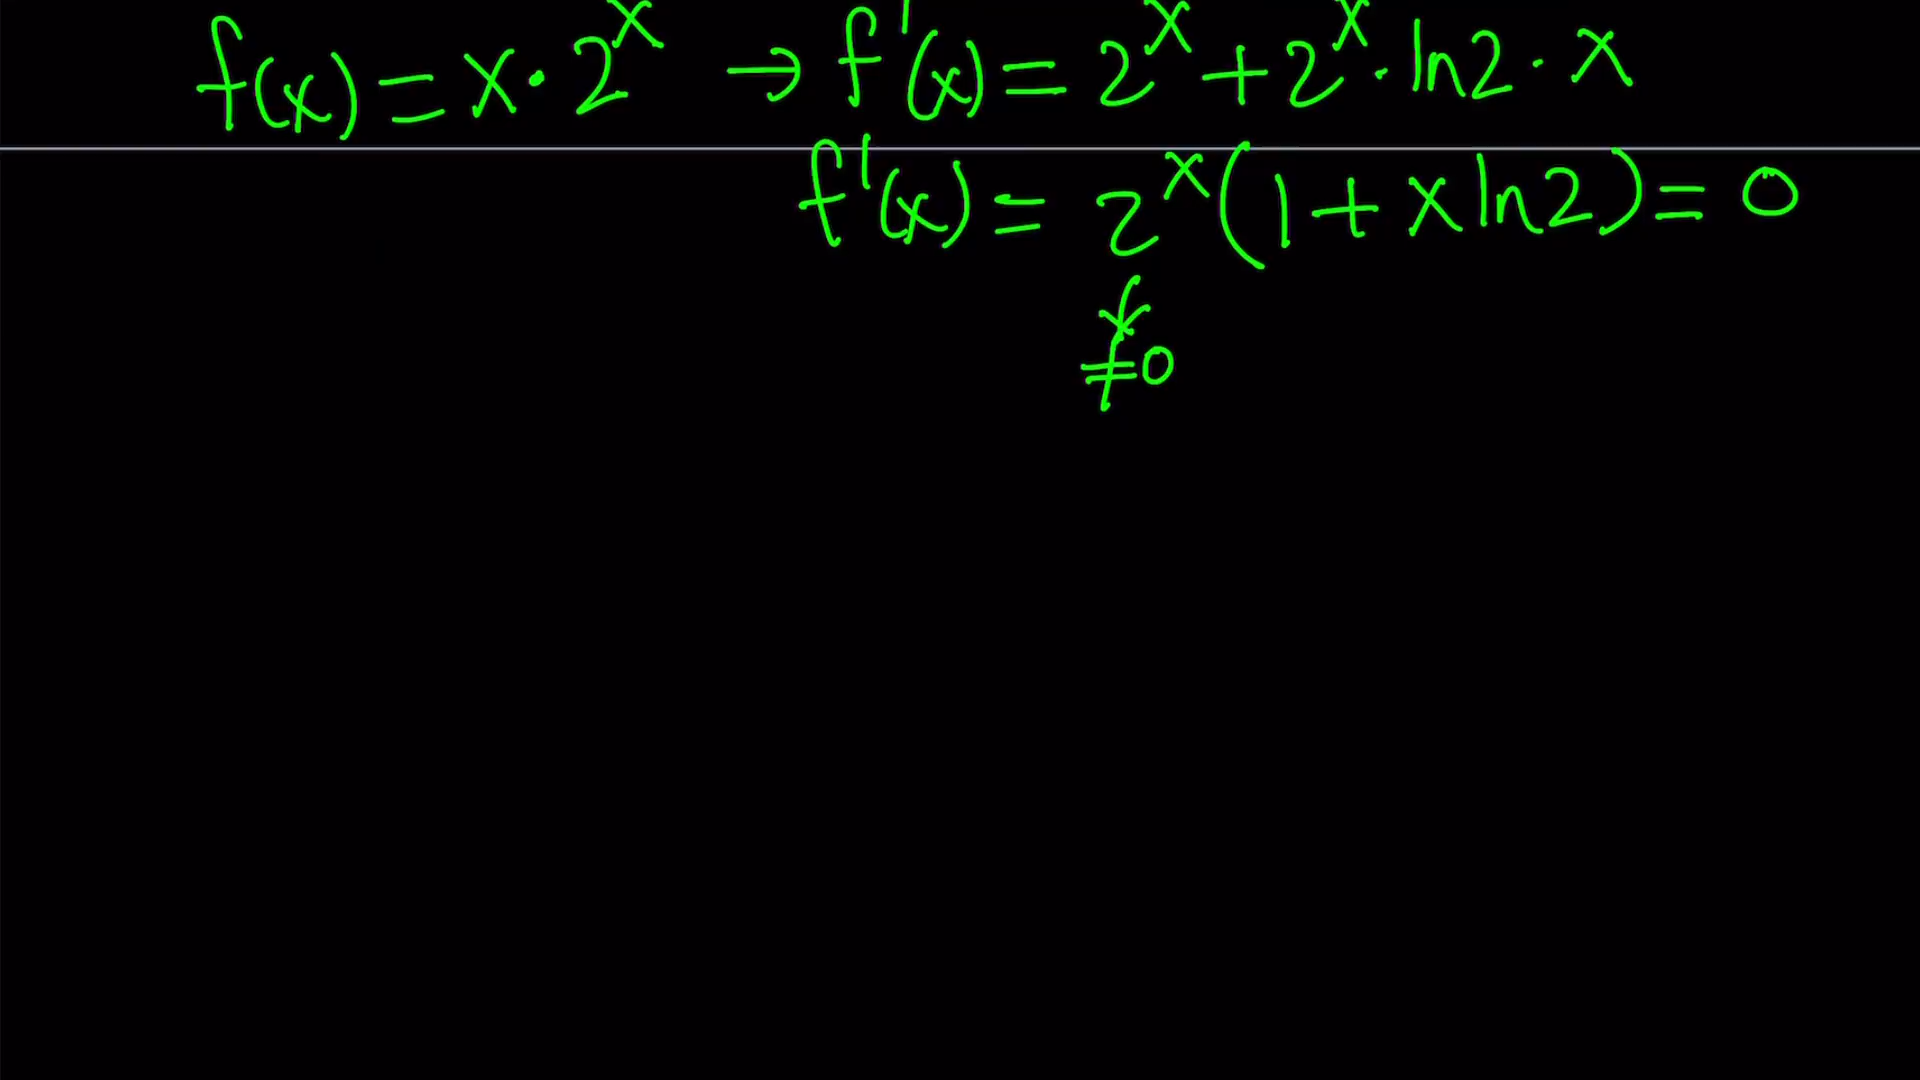 f(x) = x · 2^x → f'(x) = 2^x + 2^x · ln2 · x
f'(x) = 2^x (1 + x ln2) = 0
≠0